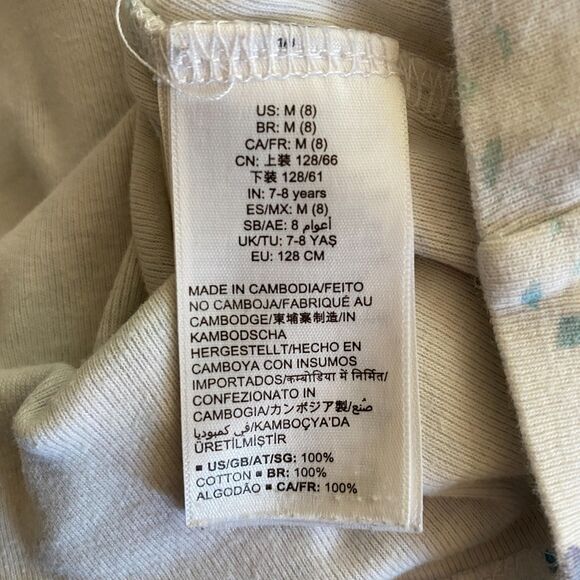 US: M (8)
BR: M (8)
CA/FR: M (8)
CN: 上装 128/66
下装 128/61
IN: 7-8 years
ES/MX: M (8)
SB/AE: 8 أعوام
UK/TU: 7-8 YAŞ
EU: 128 CM
MADE IN CAMBODIA/FEITO
NO CAMBOJA/FABRIQUÉ AU
CAMBODGE/柬埔寨制造/IN
KAMBODSCHA
HERGESTELLT/HECHO EN
CAMBOYA CON INSUMOS
IMPORTADOS/कम्बोडिया में निर्मित/
CONFEZIONATO IN
CAMBOGIA/カンボジア製/صُنع
في كمبوديا/KAMBOÇYA'DA
ÜRETİLMİŞTİR
■ US/GB/AT/SG: 100%
COTTON ■ BR: 100%
ALGODÃO ■ CA/FR: 100%